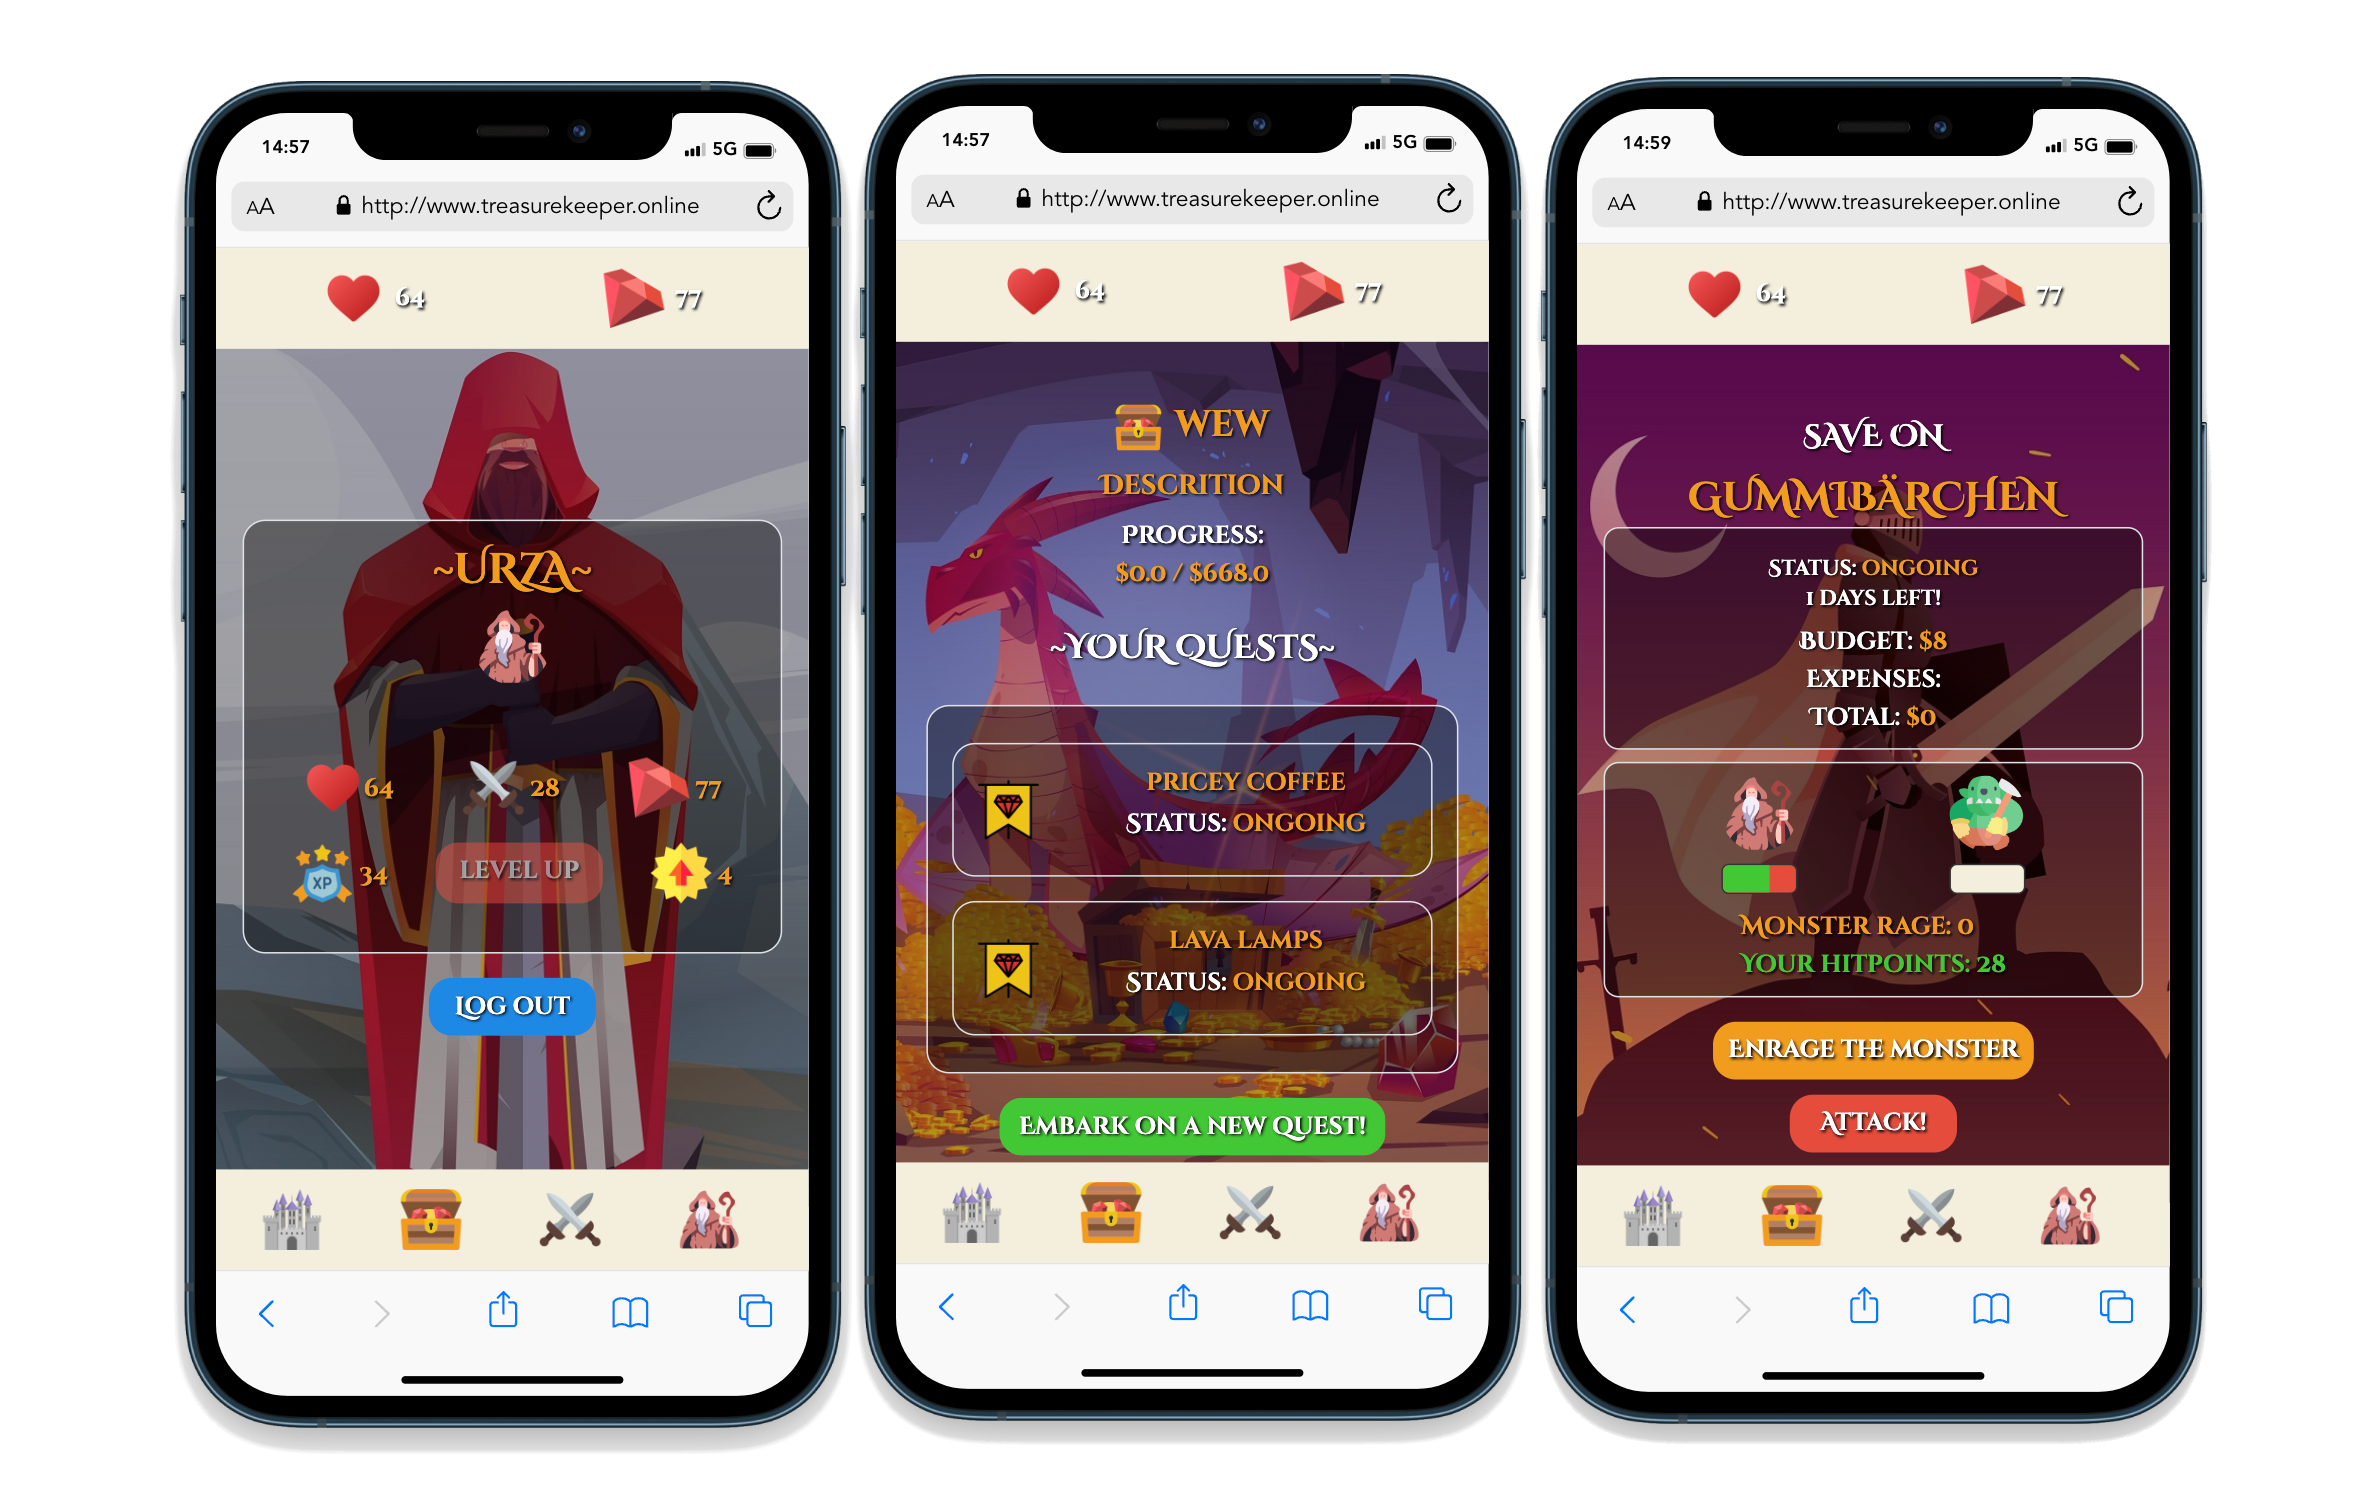 14:57
5G
AA http://www.treasurekeeper.online
64 77
~URZA~
64 28 77
XP 34 LEVEL UP 4
LOG OUT
14:57
5G
AA http://www.treasurekeeper.online
64 77
WEW
DESCRITION
PROGRESS:
$0.0 / $668.0
~YOUR QUESTS~
PRICEY COFFEE
STATUS: ONGOING
LAVA LAMPS
STATUS: ONGOING
EMBARK ON A NEW QUEST!
14:59
5G
AA http://www.treasurekeeper.online
64 77
SAVE ON
GUMMIBÄRCHEN
STATUS: ONGOING
1 DAYS LEFT!
BUDGET: $8
EXPENSES:
TOTAL: $0
MONSTER RAGE: 0
YOUR HITPOINTS: 28
ENRAGE THE MONSTER
ATTACK!